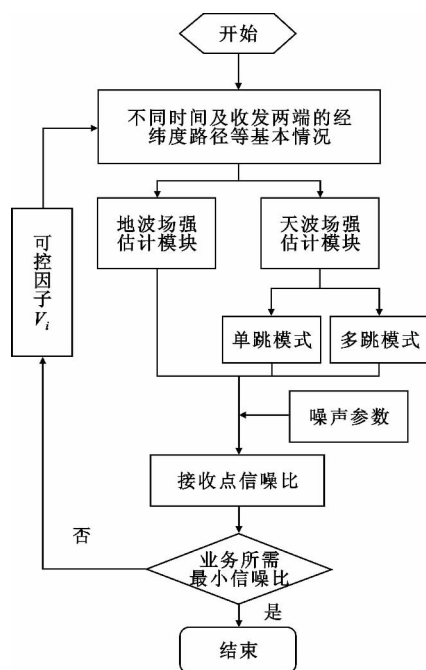 开始
不同时间及收发两端的经
纬度路径等基本情况
地波场强
估计模块
天波场强
估计模块
可控因子
V_i
单跳模式
多跳模式
噪声参数
接收点信噪比
否
业务所需
最小信噪比
是
结束